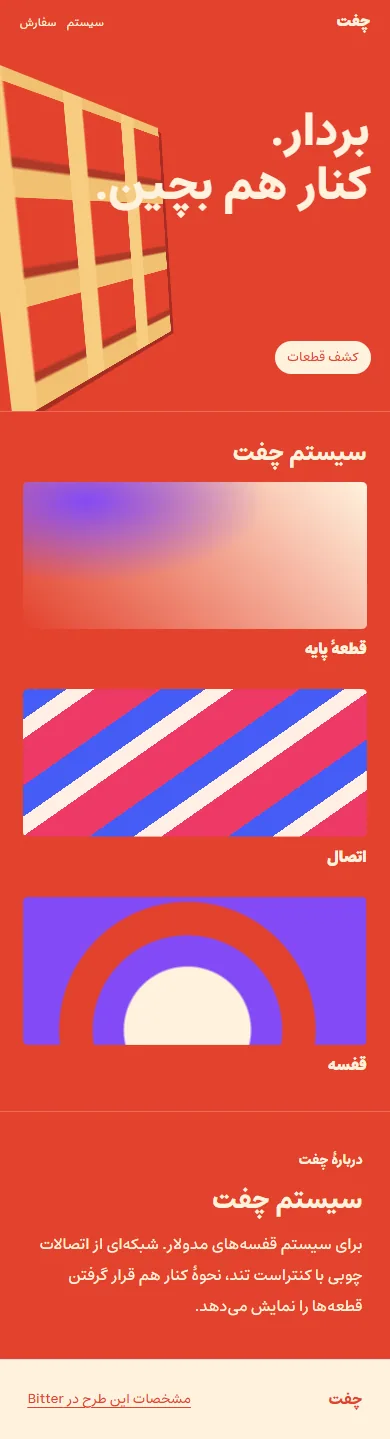 چفت
سیستم سفارش
بردار.
کنار هم بچین.
کشف قطعات
سیستم چفت
قطعهٔ پایه
اتصال
قفسه
دربارهٔ چفت
سیستم چفت
برای سیستم قفسه‌های مدولار. شبکه‌ای از اتصالات
چوبی با کنتراست تند، نحوهٔ کنار هم قرار گرفتن
قطعه‌ها را نمایش می‌دهد.
چفت
مشخصات این طرح در Bitter